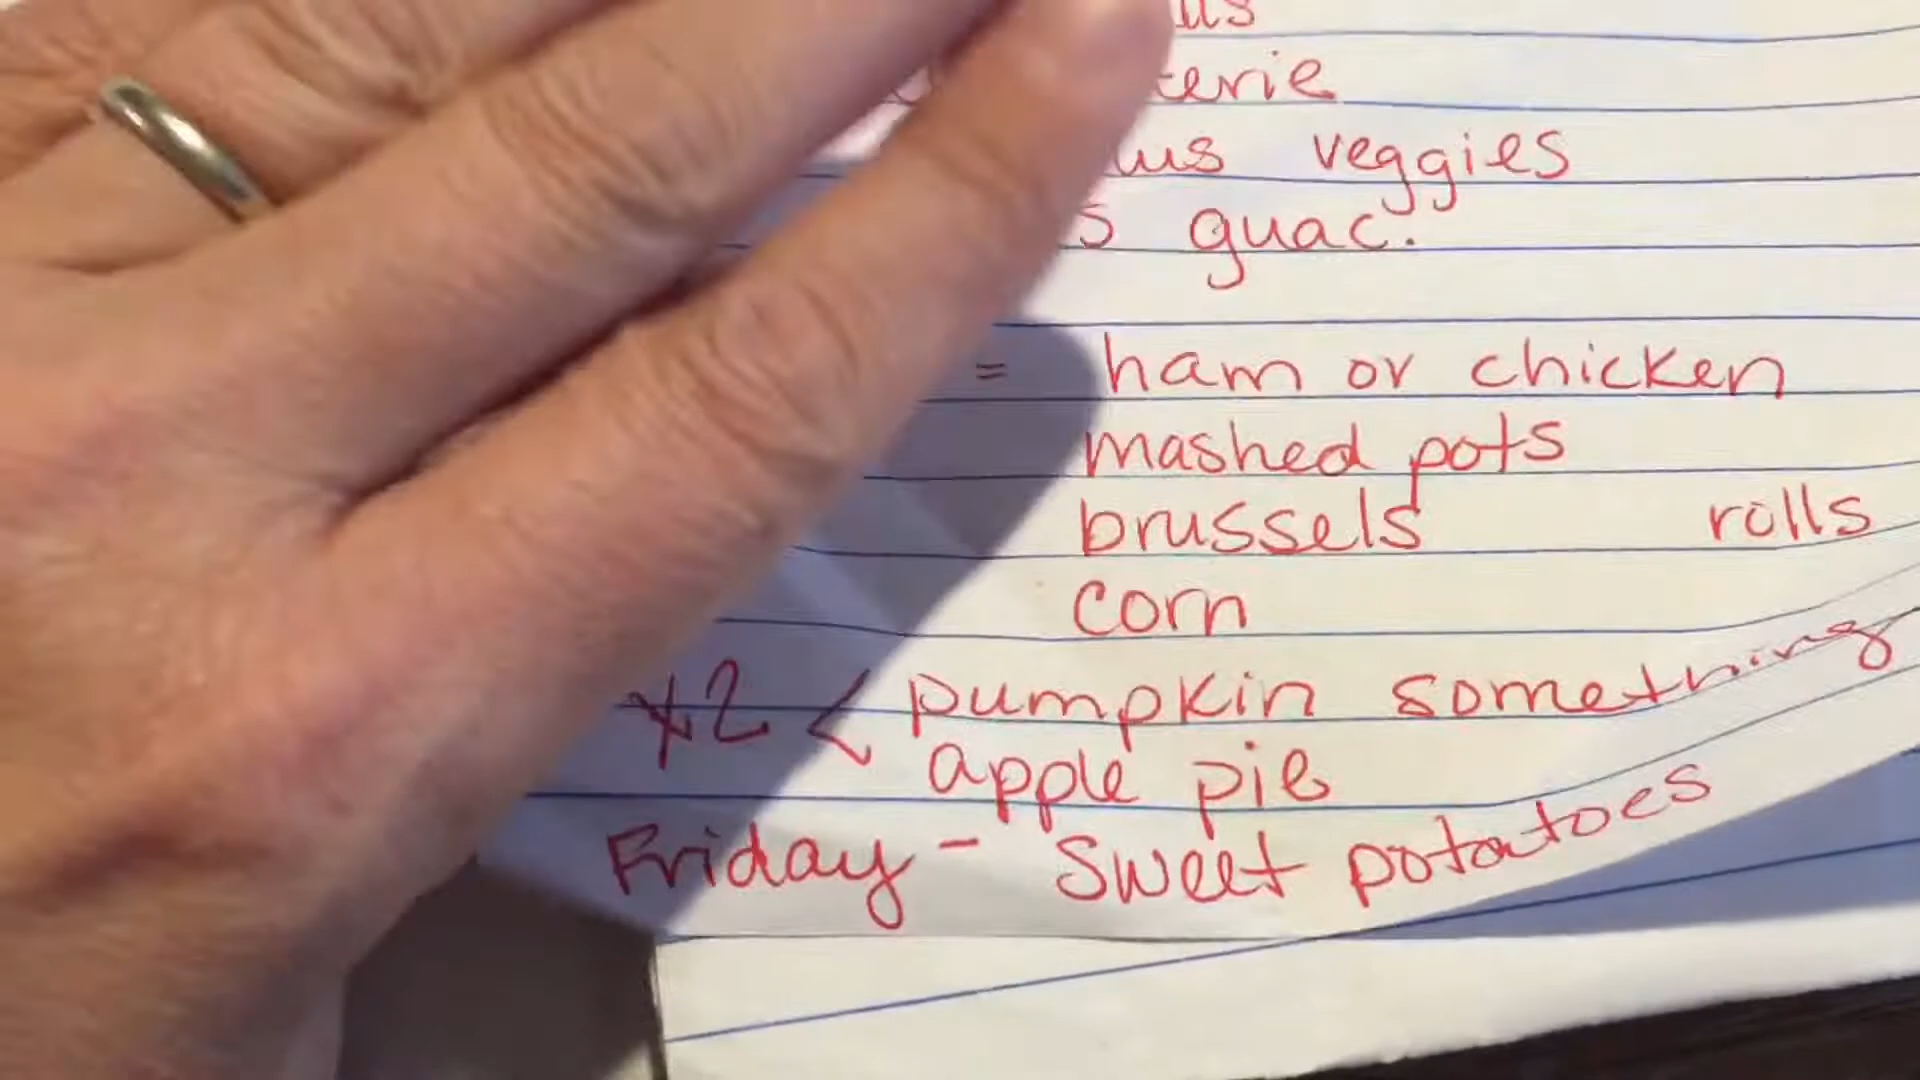 veggies
guac.
= ham or chicken
mashed pots
brussels rolls
corn
x2 < pumpkin something
apple pie
Friday - Sweet potatoes